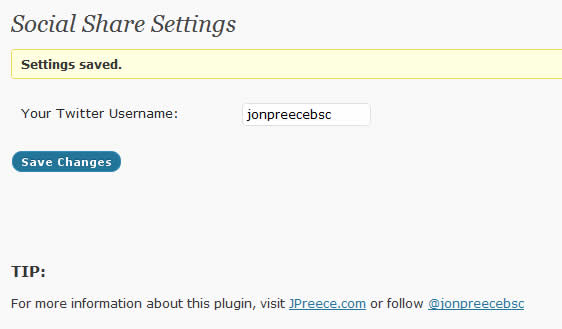 Social Share Settings
Settings saved.
Your Twitter Username: jonpreecebsc
Save Changes
TIP:
For more information about this plugin, visit JPreece.com or follow @jonpreecebsc